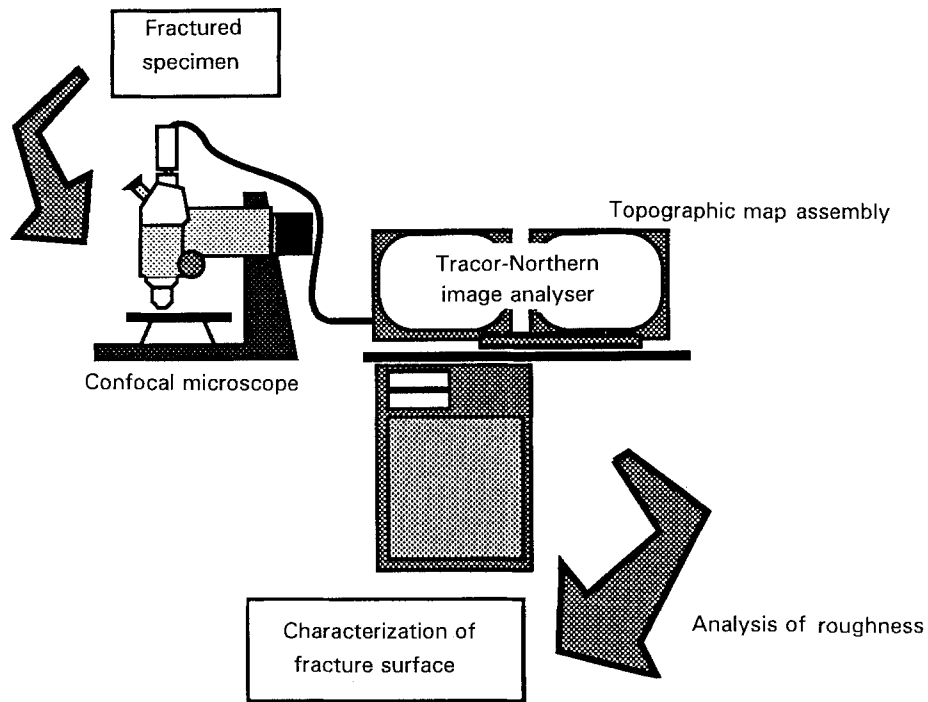 Fractured
specimen
Topographic map assembly
Tracor-Northern
image analyser
Confocal microscope
Characterization of
fracture surface
Analysis of roughness